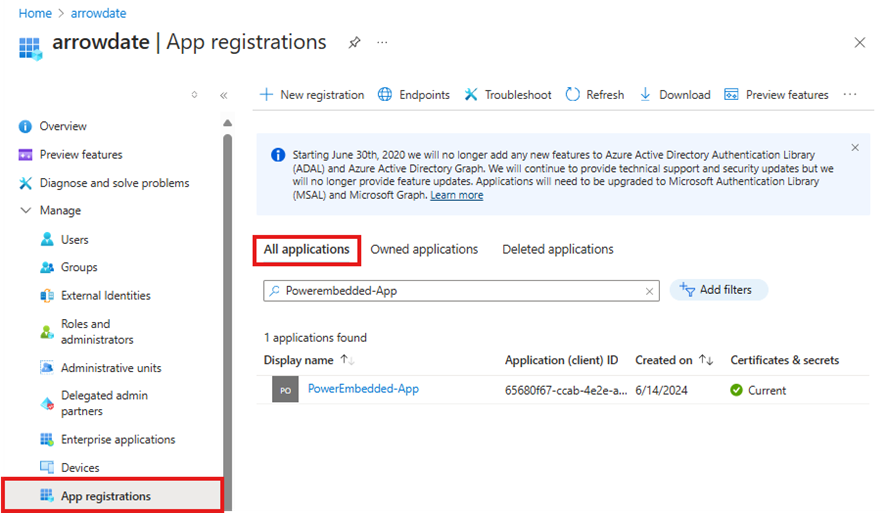 Home > arrowdate
arrowdate | App registrations
New registration Endpoints Troubleshoot Refresh Download Preview features
Overview
Preview features
Diagnose and solve problems
Manage
Users
Groups
External Identities
Roles and
administrators
Administrative units
Delegated admin
partners
Enterprise applications
Devices
App registrations
Starting June 30th, 2020 we will no longer add any new features to Azure Active Directory Authentication Library
(ADAL) and Azure Active Directory Graph. We will continue to provide technical support and security updates but we
will no longer provide feature updates. Applications will need to be upgraded to Microsoft Authentication Library
(MSAL) and Microsoft Graph. Learn more
All applications Owned applications Deleted applications
Powerembedded-App
Add filters
1 applications found
Display name Application (client) ID Created on Certificates & secrets
PO PowerEmbedded-App 65680f67-ccab-4e2e-a... 6/14/2024 Current